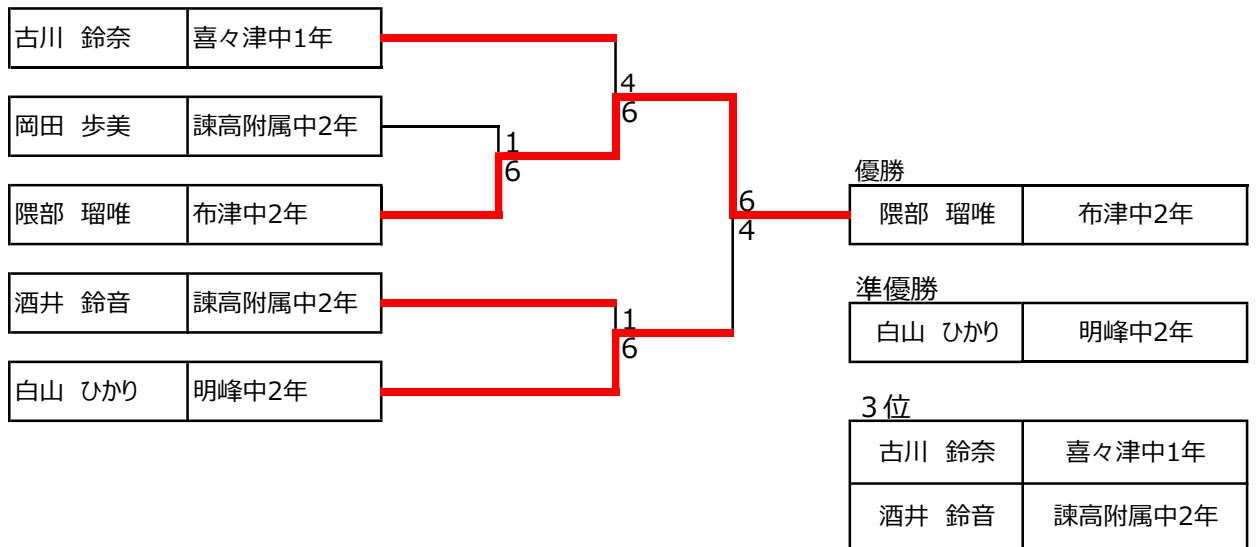 古川　鈴奈 喜々津中1年
4
6
岡田　歩美 諫高附属中2年
1
6
隈部　瑠唯 布津中2年
酒井　鈴音 諫高附属中2年
1
6
白山　ひかり 明峰中2年
6
4
優勝
隈部　瑠唯 布津中2年
準優勝
白山　ひかり 明峰中2年
３位
古川　鈴奈 喜々津中1年
酒井　鈴音 諫高附属中2年